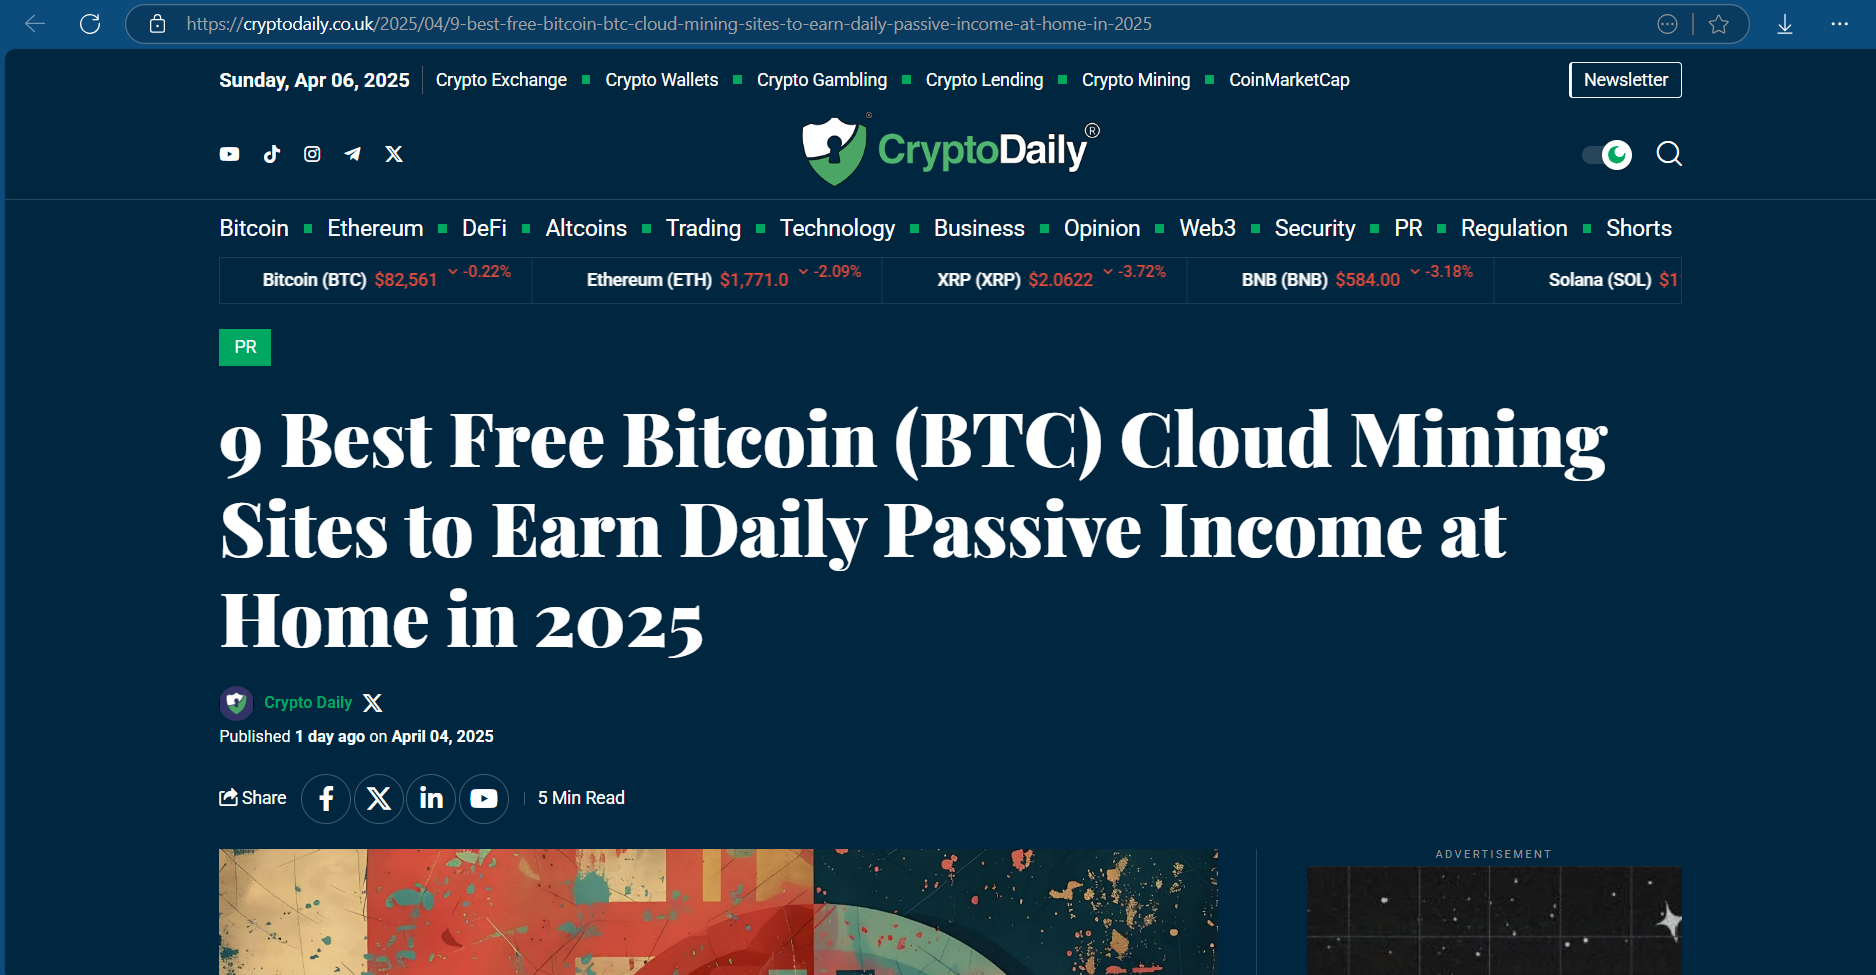 https://cryptodaily.co.uk/2025/04/9-best-free-bitcoin-btc-cloud-mining-sites-to-earn-daily-passive-income-at-home-in-2025
Sunday, Apr 06, 2025 Crypto Exchange Crypto Wallets Crypto Gambling Crypto Lending Crypto Mining CoinMarketCap Newsletter
CryptoDaily®
Bitcoin Ethereum DeFi Altcoins Trading Technology Business Opinion Web3 Security PR Regulation Shorts
Bitcoin (BTC) $82,561 -0.22% Ethereum (ETH) $1,771.0 -2.09% XRP (XRP) $2.0622 -3.72% BNB (BNB) $584.00 -3.18% Solana (SOL) $1
PR
9 Best Free Bitcoin (BTC) Cloud Mining
Sites to Earn Daily Passive Income at
Home in 2025
Crypto Daily
Published 1 day ago on April 04, 2025
Share 5 Min Read
ADVERTISEMENT